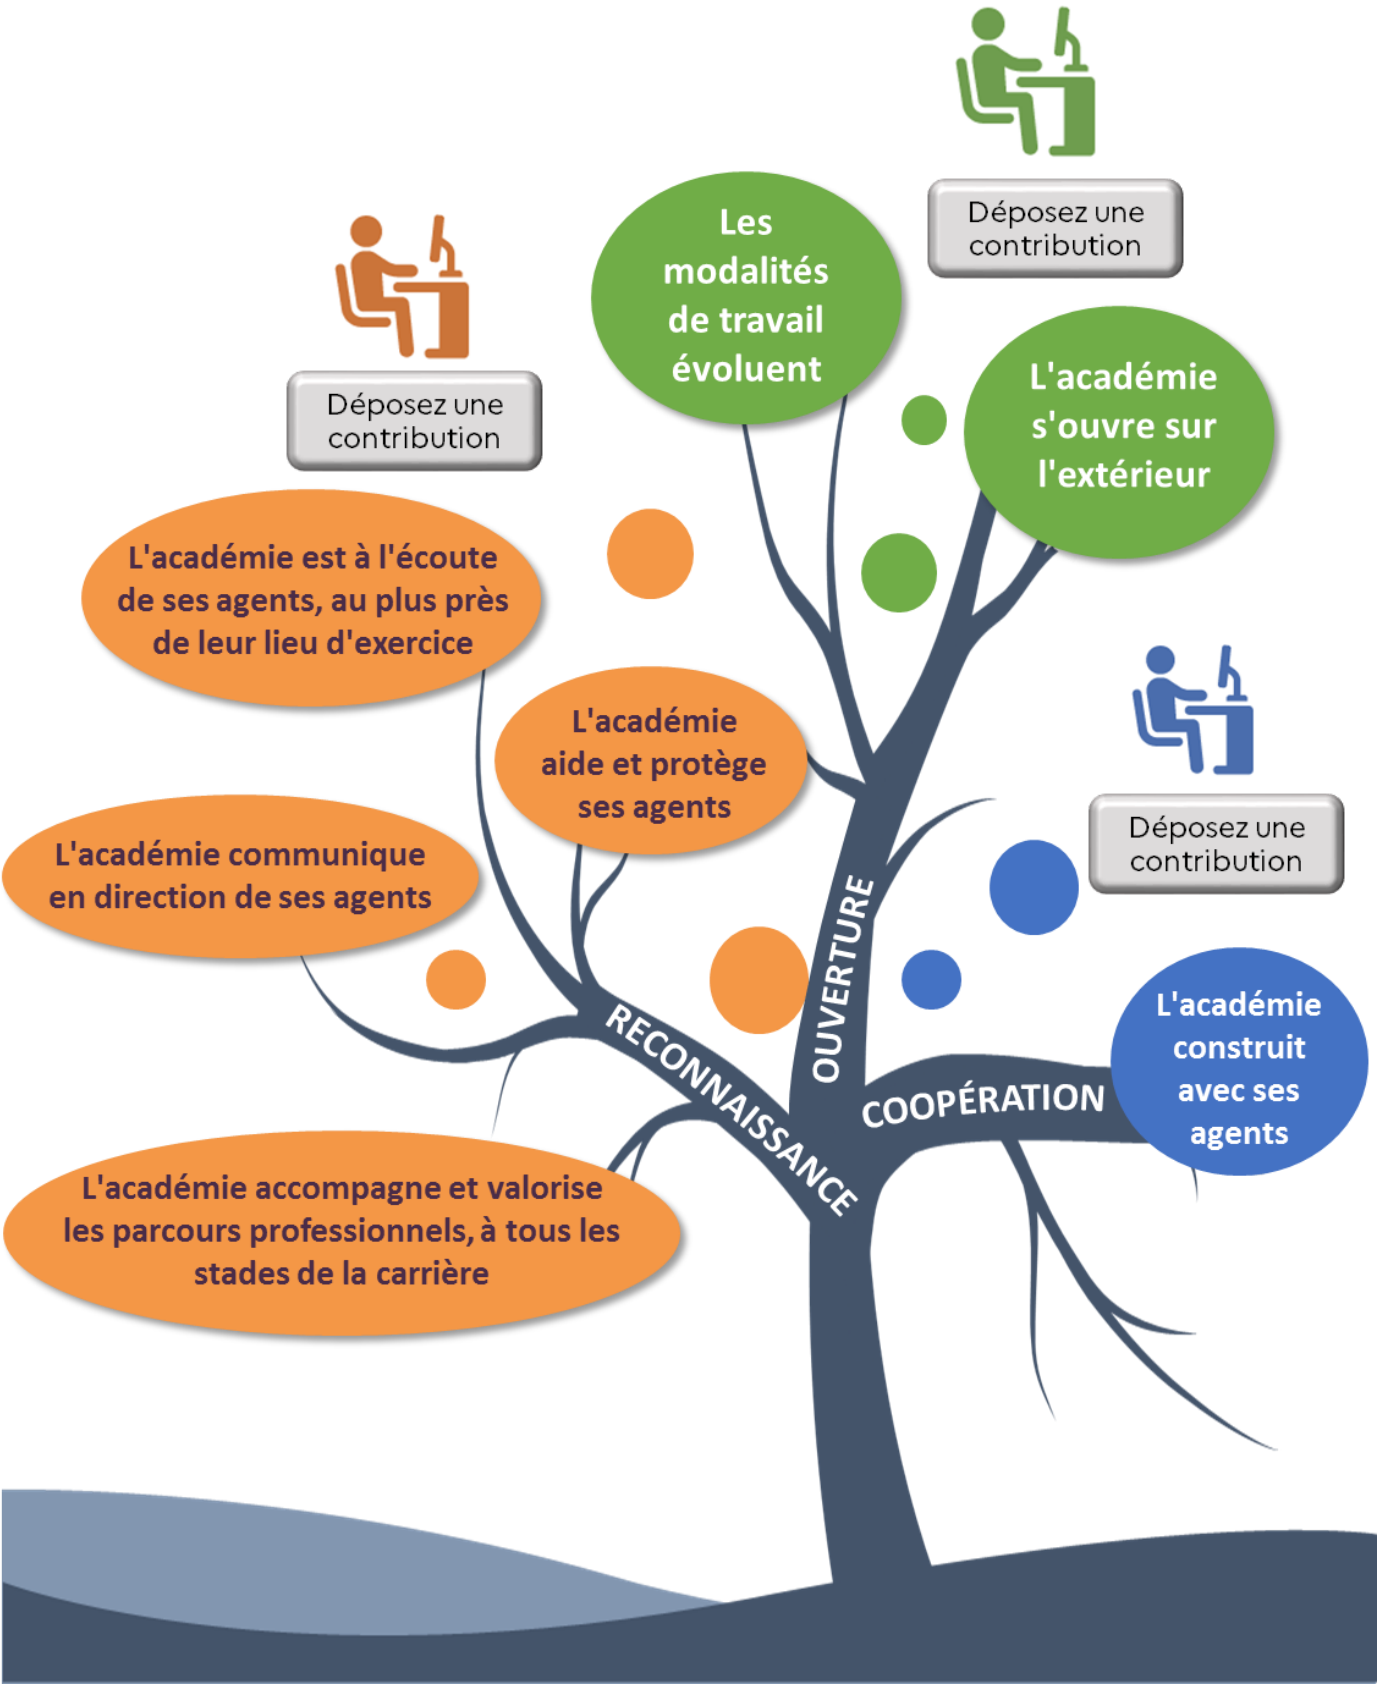 Déposez une
contribution
Les
modalités
de travail
évoluent
L'académie
s'ouvre sur
l'extérieur
Déposez une
contribution
L'académie est à l'écoute
de ses agents, au plus près
de leur lieu d'exercice
L'académie
aide et protège
ses agents
L'académie communique
en direction de ses agents
Déposez une
contribution
OUVERTURE
RECONNAISSANCE
COOPÉRATION
L'académie
construit
avec ses
agents
L'académie accompagne et valorise
les parcours professionnels, à tous les
stades de la carrière